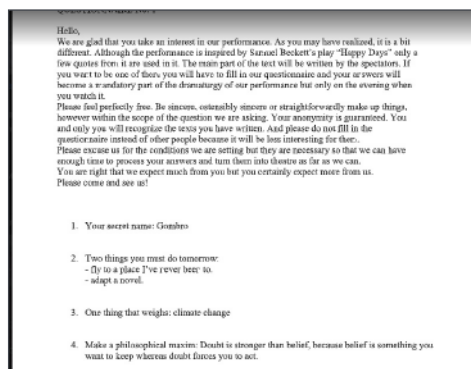 Hello,
We are glad that you take an interest in our performance. As you may have realized, it is a bit
different. Although the performance is inspired by Samuel Beckett's play "Happy Days" only a
few quotes from it are used in it. The main part of the text will be written by the spectators. If
you want to be one of them you will have to fill in our questionnaire and your answers will
become a mandatory part of the dramaturgy of our performance but only on the evening when
you watch it.
Please feel perfectly free. Be sincere, ostensibly sincere or straightforwardly make up things,
however within the scope of the question we are asking. Your anonymity is guaranteed. You
and only you will recognize the texts you have written. And please do not fill in the
questionnaire instead of other people because it will be less interesting for them.
Please excuse us for the conditions we are setting but they are necessary so that we can have
enough time to process your answers and turn them into theatre as far as we can.
You are right that we expect much from you but you certainly expect more from us.
Please come and see us!
1. Your secret name: Gombro
2. Two things you must do tomorrow:
- fly to a place I've never been to.
- adapt a novel.
3. One thing that weighs: climate change
4. Make a philosophical maxim: Doubt is stronger than belief, because belief is something you
want to keep whereas doubt forces you to act.